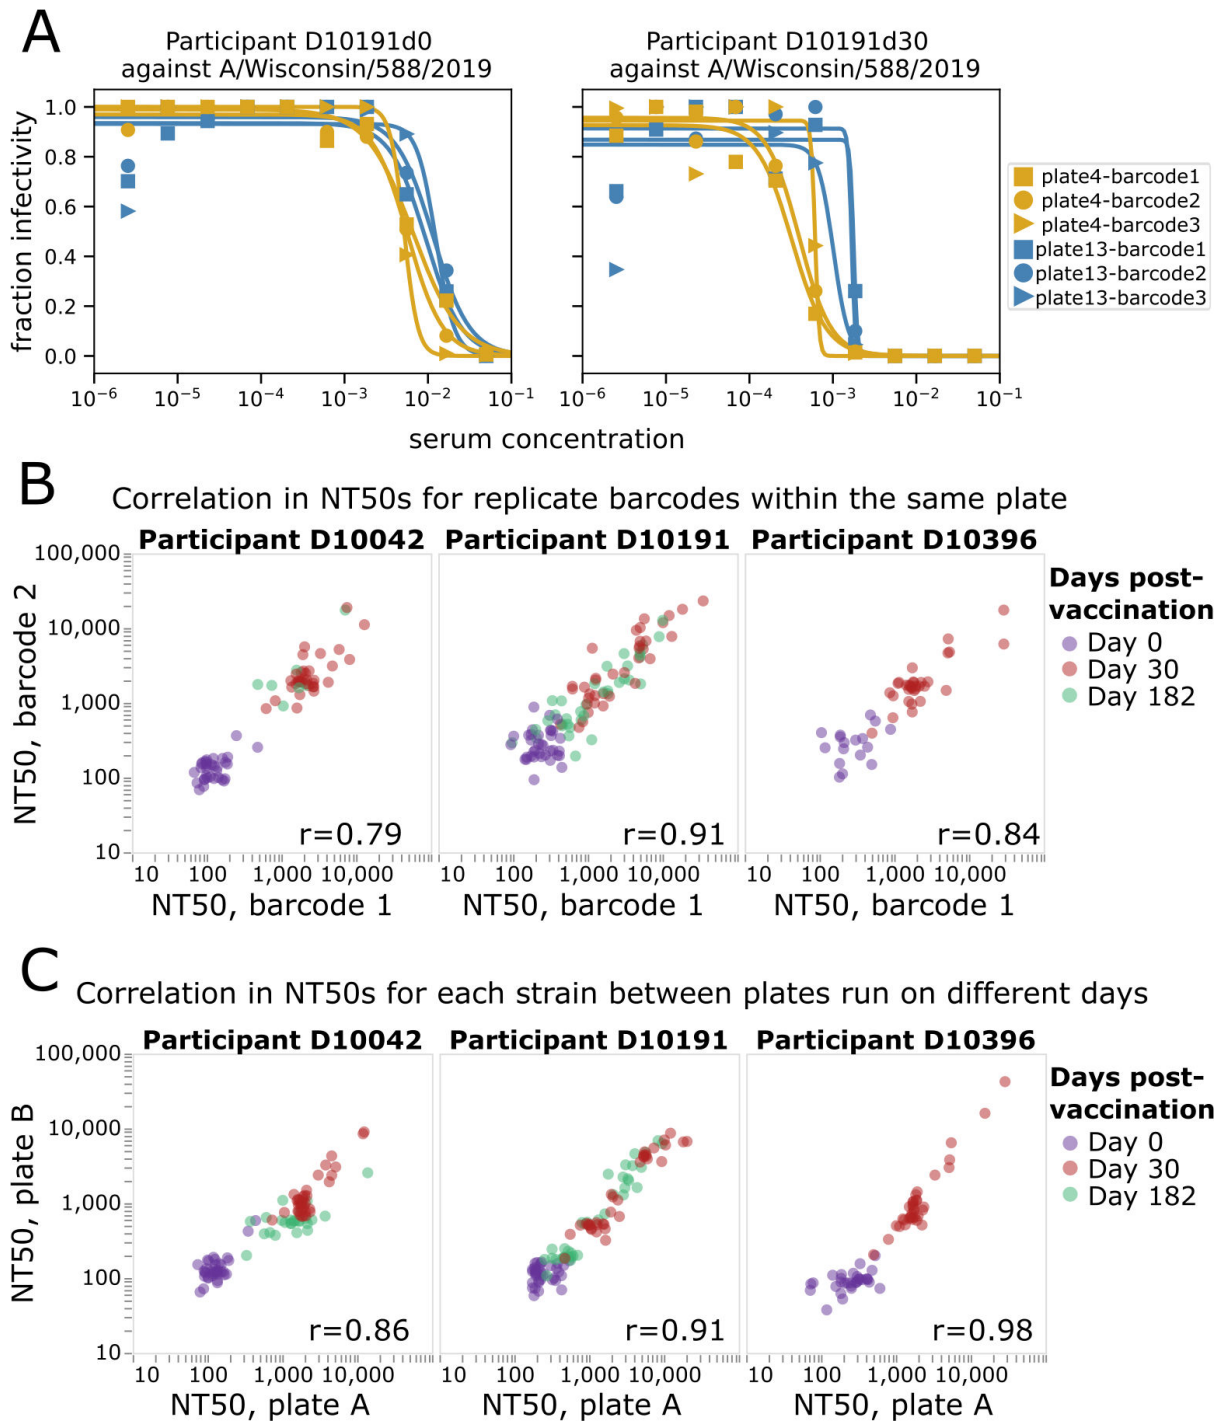 A
Participant D10191d0
against A/Wisconsin/588/2019
Participant D10191d30
against A/Wisconsin/588/2019
fraction infectivity
1.0
0.8
0.6
0.4
0.2
0.0
10⁻⁶ 10⁻⁵ 10⁻⁴ 10⁻³ 10⁻² 10⁻¹
10⁻⁶ 10⁻⁵ 10⁻⁴ 10⁻³ 10⁻² 10⁻¹
serum concentration
plate4-barcode1
plate4-barcode2
plate4-barcode3
plate13-barcode1
plate13-barcode2
plate13-barcode3
B
Correlation in NT50s for replicate barcodes within the same plate
Participant D10042 Participant D10191 Participant D10396
NT50, barcode 2
100,000
10,000
1,000
100
10
r=0.79 r=0.91 r=0.84
10 100 1,000 10,000 10 100 1,000 10,000 10 100 1,000 10,000
NT50, barcode 1 NT50, barcode 1 NT50, barcode 1
Days post-
vaccination
Day 0
Day 30
Day 182
C
Correlation in NT50s for each strain between plates run on different days
Participant D10042 Participant D10191 Participant D10396
NT50, plate B
100,000
10,000
1,000
100
10
r=0.86 r=0.91 r=0.98
10 100 1,000 10,000 10 100 1,000 10,000 10 100 1,000 10,000
NT50, plate A NT50, plate A NT50, plate A
Days post-
vaccination
Day 0
Day 30
Day 182